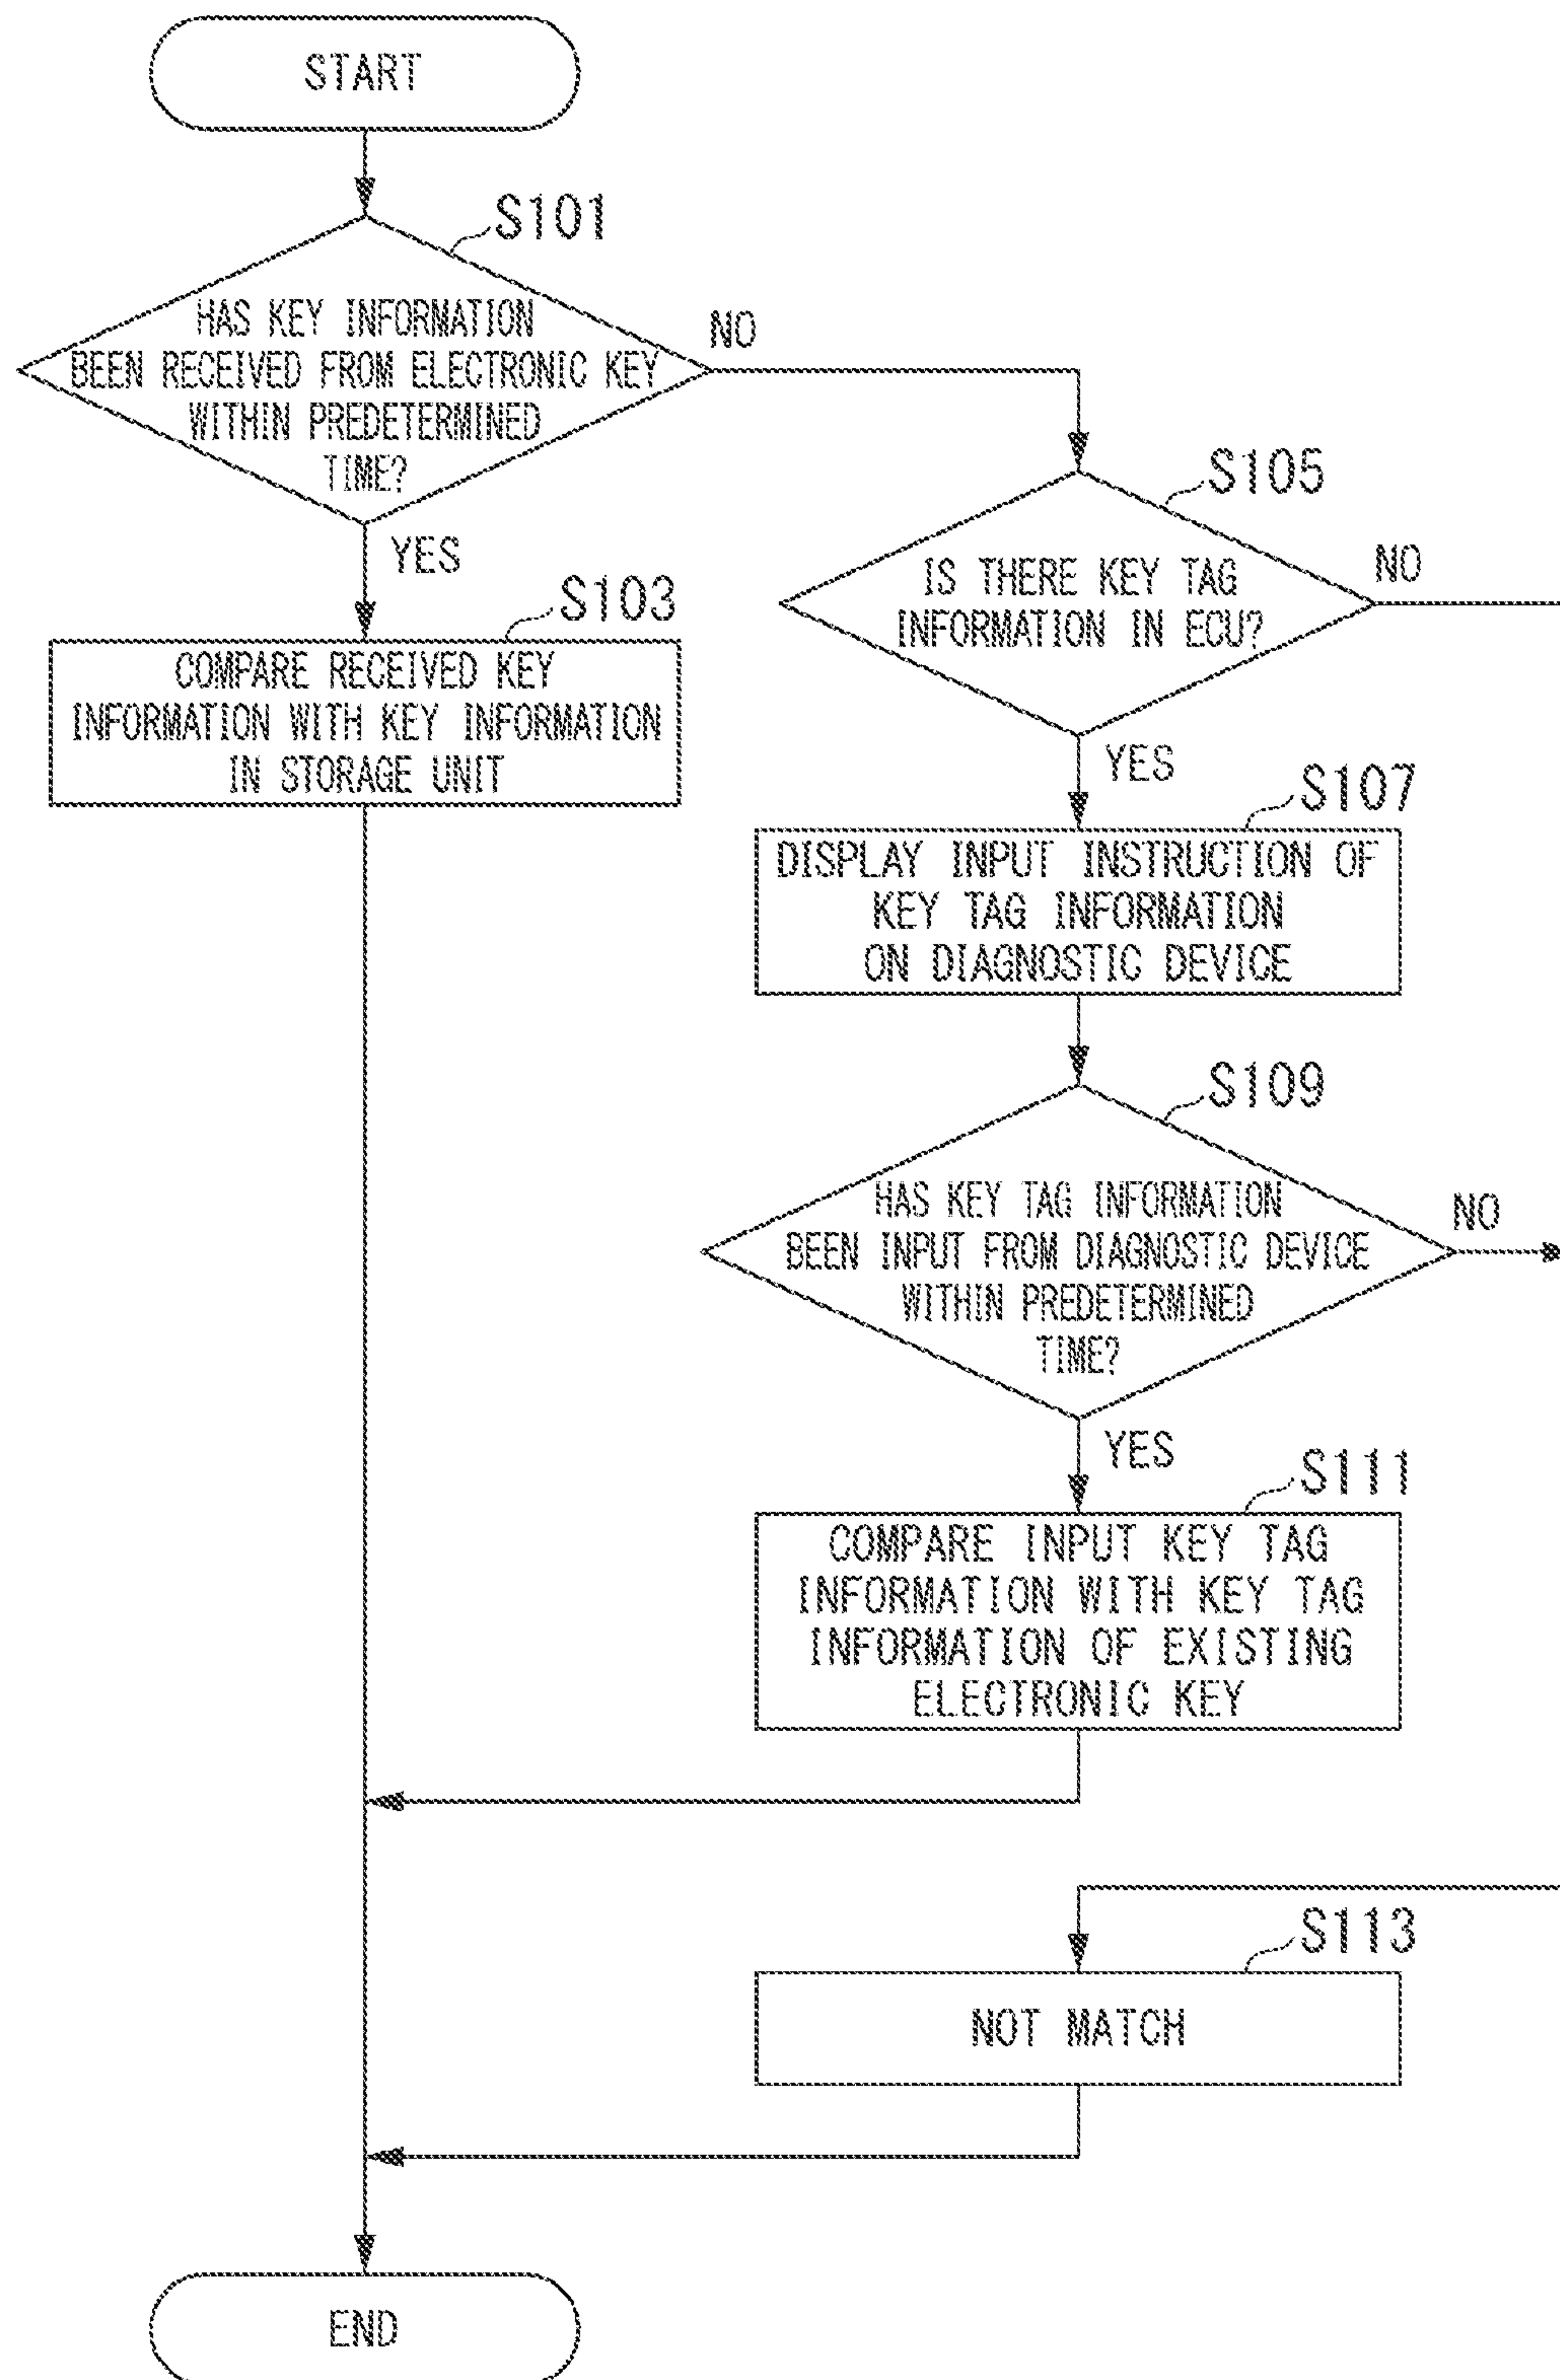 START
S101
HAS KEY INFORMATION
BEEN RECEIVED FROM ELECTRONIC KEY
WITHIN PREDETERMINED
TIME?
NO
YES
S103
COMPARE RECEIVED KEY
INFORMATION WITH KEY INFORMATION
IN STORAGE UNIT
S105
IS THERE KEY TAG
INFORMATION IN ECU?
NO
YES
S107
DISPLAY INPUT INSTRUCTION OF
KEY TAG INFORMATION
ON DIAGNOSTIC DEVICE
S109
HAS KEY TAG INFORMATION
BEEN INPUT FROM DIAGNOSTIC DEVICE
WITHIN PREDETERMINED
TIME?
NO
YES
S111
COMPARE INPUT KEY TAG
INFORMATION WITH KEY TAG
INFORMATION OF EXISTING
ELECTRONIC KEY
S113
NOT MATCH
END